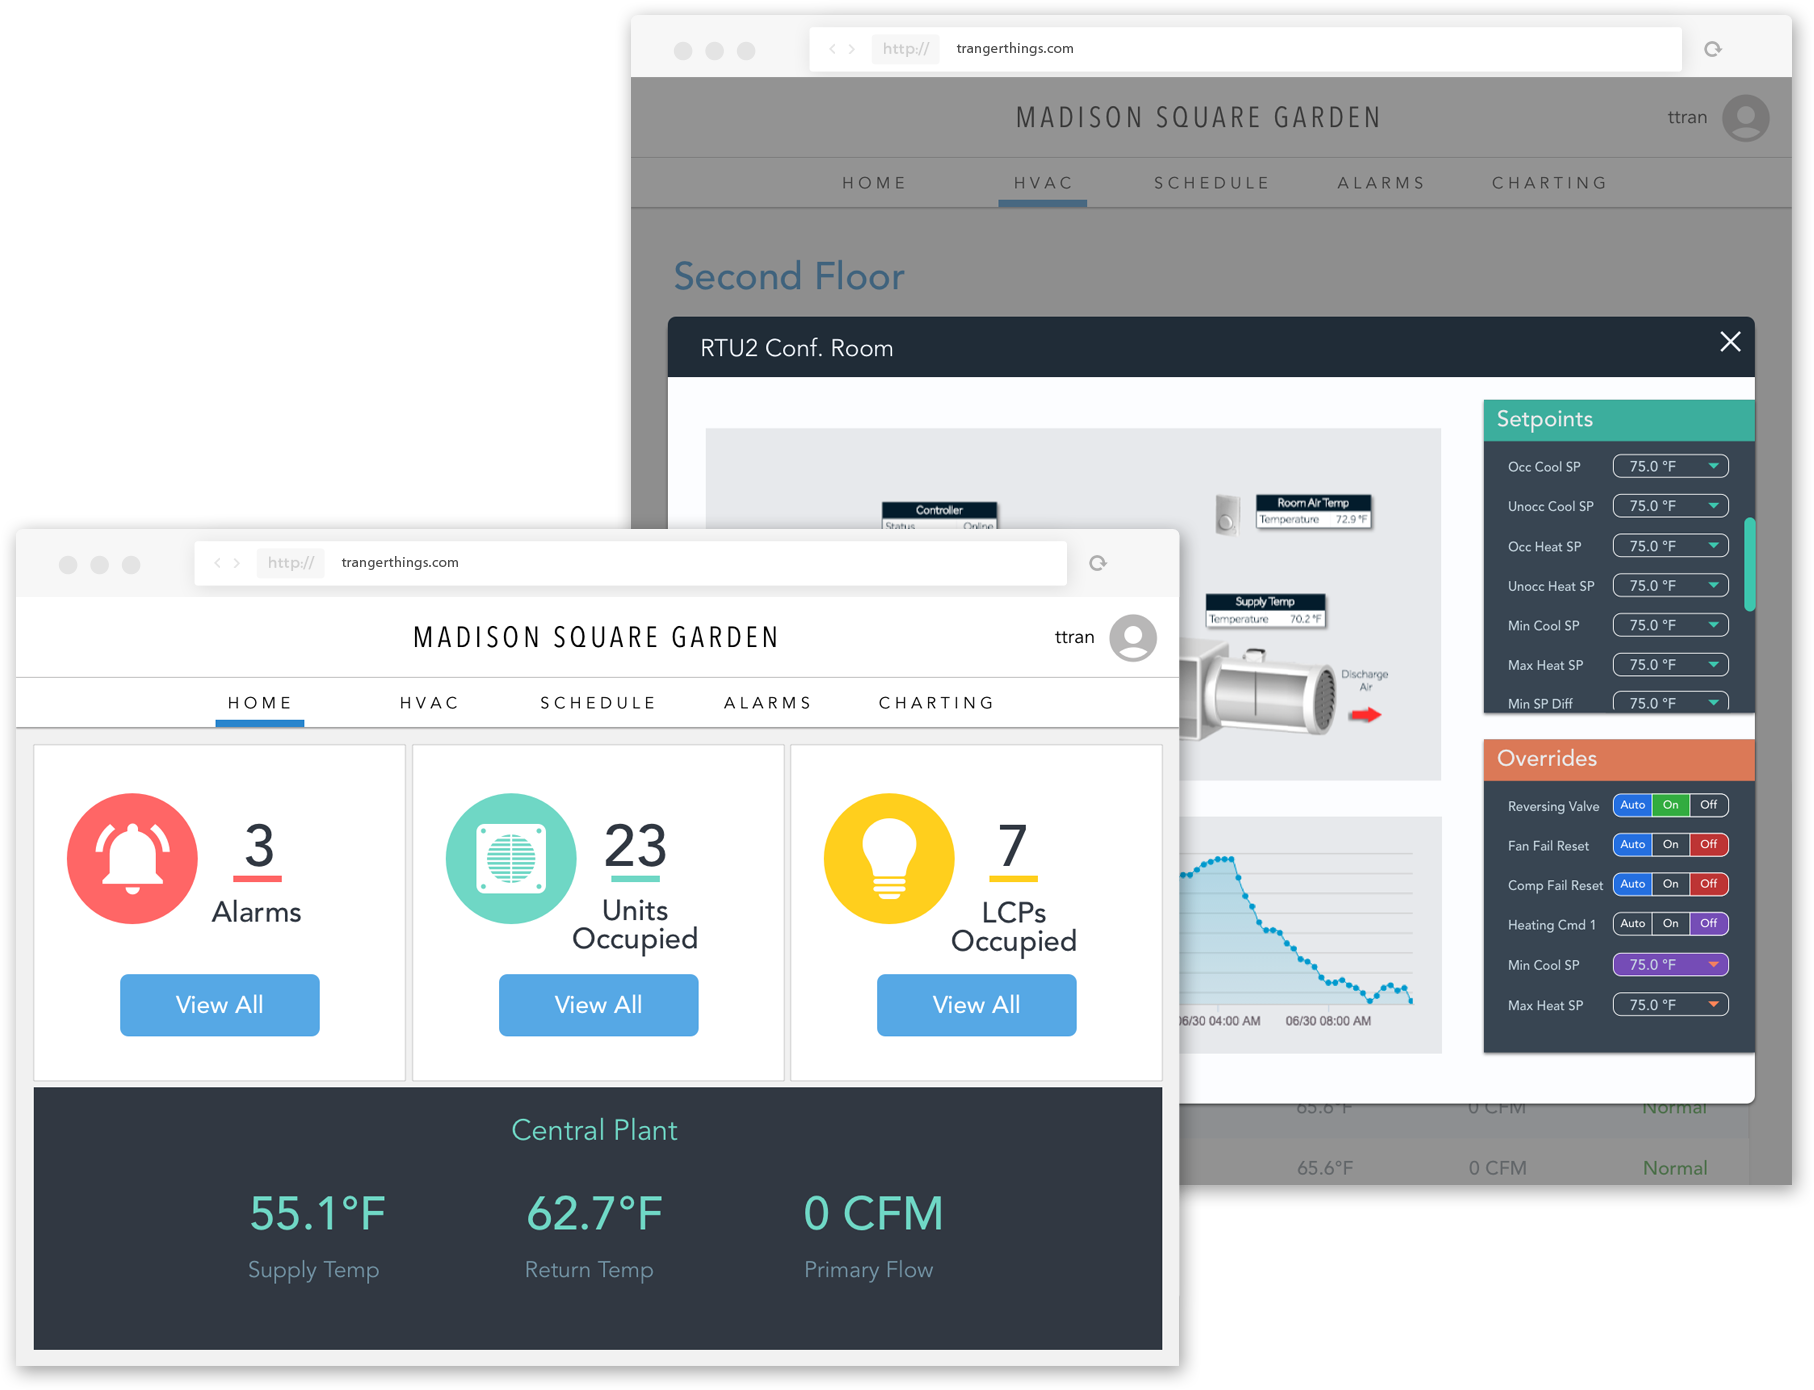 http:// trangerthings.com
MADISON SQUARE GARDEN
ttran
HOME HVAC SCHEDULE ALARMS CHARTING
Second Floor
RTU2 Conf. Room
Controller
Status Online
Room Air Temp
Temperature 72.9 °F
Supply Temp
Temperature 70.2 °F
Discharge
Air
06/30 04:00 AM 06/30 08:00 AM
Setpoints
Occ Cool SP 75.0 °F
Unocc Cool SP 75.0 °F
Occ Heat SP 75.0 °F
Unocc Heat SP 75.0 °F
Min Cool SP 75.0 °F
Max Heat SP 75.0 °F
Min SP Diff 75.0 °F
Overrides
Reversing Valve Auto On Off
Fan Fail Reset Auto On Off
Comp Fail Reset Auto On Off
Heating Cmd 1 Auto On Off
Min Cool SP 75.0 °F
Max Heat SP 75.0 °F
65.6°F 0 CFM Normal
65.6°F 0 CFM Normal
http:// trangerthings.com
MADISON SQUARE GARDEN
ttran
HOME HVAC SCHEDULE ALARMS CHARTING
3
Alarms
View All
23
Units
Occupied
View All
7
LCPs
Occupied
View All
Central Plant
55.1°F 62.7°F 0 CFM
Supply Temp Return Temp Primary Flow